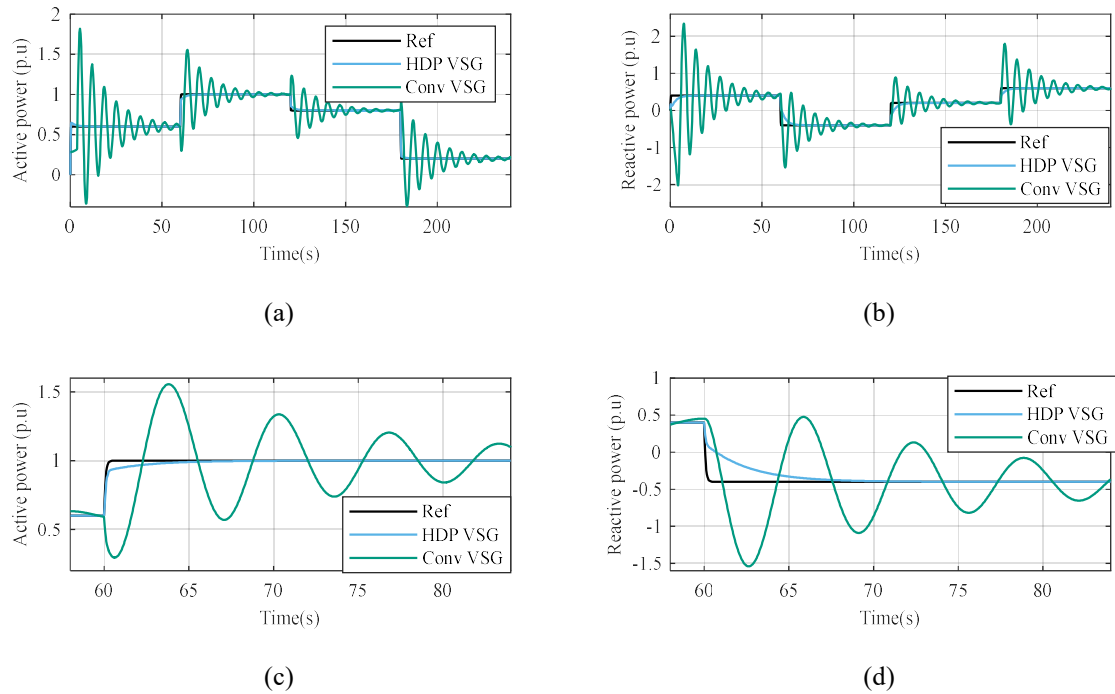 2
1.5
1
0.5
0
Active power (p.u)
0
50
100
150
200
Time(s)
Ref
HDP VSG
Conv VSG
(a)
2
1
0
-1
-2
Reactive power (p.u)
0
50
100
150
200
Time(s)
Ref
HDP VSG
Conv VSG
(b)
1.5
1
0.5
Active power (p.u)
60
65
70
75
80
Time(s)
Ref
HDP VSG
Conv VSG
(c)
1
0.5
0
-0.5
-1
-1.5
Reactive power (p.u)
60
65
70
75
80
Time(s)
Ref
HDP VSG
Conv VSG
(d)